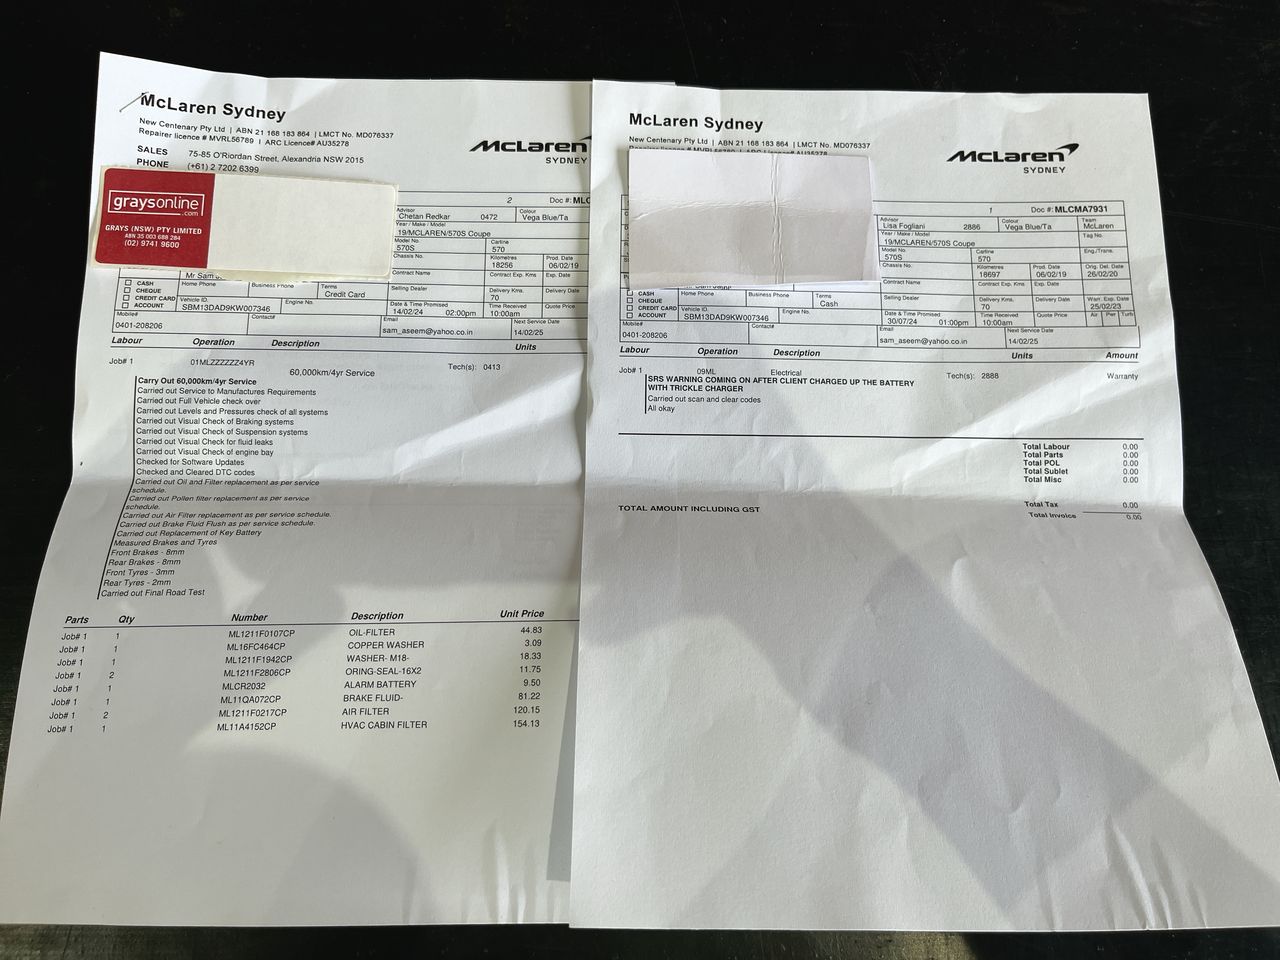 McLaren Sydney
New Centenary Pty Ltd | ABN 21 168 183 864 | LMCT No. MD076337
Repairer licence # MVRL56789 | ARC Licence# AU35278
SALES 75-85 O'Riordan Street, Alexandria NSW 2015
PHONE (+61) 2 7202 6399
McLaren
SYDNEY
graysonline
.com
GRAYS (NSW) PTY LIMITED
ABN 35 003 688 284
(02) 9741 9600
2 Doc #: MLC
Advisor Colour
Chetan Redkar 0472 Vega Blue/Ta
Year / Make / Model
19/MCLAREN/570S Coupe
Model No. Carline
570S 570
Chassis No. Kilometres Prod. Date
18256 06/02/19
Mr Sam
Contract Name Contract Exp. Kms Exp. Date
CASH Home Phone Business Phone Terms Selling Dealer Delivery Kms. Delivery Date
CHEQUE Credit Card 70
CREDIT CARD Vehicle ID. Engine No. Date & Time Promised Time Received Quote Price
ACCOUNT SBM13DAD9KW007346 14/02/24 02:00pm 10:00am
Mobile# Contact# Email Next Service Date
0401-208206 sam_aseem@yahoo.co.in 14/02/25
Labour Operation Description Units
Job# 1 01MLZZZZZZ4YR 60,000km/4yr Service Tech(s): 0413
Carry Out 60,000km/4yr Service
Carried out Service to Manufactures Requirements
Carried out Full Vehicle check over
Carried out Levels and Pressures check of all systems
Carried out Visual Check of Braking systems
Carried out Visual Check of Suspension systems
Carried out Visual Check for fluid leaks
Carried out Visual Check of engine bay
Checked for Software Updates
Checked and Cleared DTC codes
Carried out Oil and Filter replacement as per service
schedule.
Carried out Pollen filter replacement as per service
schedule.
Carried out Air Filter replacement as per service schedule.
Carried out Brake Fluid Flush as per service schedule.
Carried out Replacement of Key Battery
Measured Brakes and Tyres
Front Brakes - 8mm
Rear Brakes - 8mm
Front Tyres - 3mm
Rear Tyres - 2mm
Carried out Final Road Test
Parts Qty Number Description Unit Price
Job# 1 1 ML1211F0107CP OIL-FILTER 44.83
Job# 1 1 ML16FC464CP COPPER WASHER 3.09
Job# 1 1 ML1211F1942CP WASHER- M18- 18.33
Job# 1 2 ML1211F2806CP ORING-SEAL-16X2 11.75
Job# 1 1 MLCR2032 ALARM BATTERY 9.50
Job# 1 1 ML11QA072CP BRAKE FLUID- 81.22
Job# 1 2 ML1211F0217CP AIR FILTER 120.15
Job# 1 1 ML11A4152CP HVAC CABIN FILTER 154.13
McLaren Sydney
New Centenary Pty Ltd | ABN 21 168 183 864 | LMCT No. MD076337
Repairer licence # MVRL56789 | ARC Licence# AU35278
McLaren
SYDNEY
1 Doc #: MLCMA7931
Advisor Colour Team
Lisa Fogliani 2886 Vega Blue/Ta McLaren
Year / Make / Model Tag No.
19/MCLAREN/570S Coupe
Model No. Carline Eng./Trans.
570S 570
Chassis No. Kilometres Prod. Date Orig. Del. Date
18697 06/02/19 26/02/20
Contract Name Contract Exp. Kms Exp. Date
CASH Home Phone Business Phone Terms Selling Dealer Delivery Kms. Delivery Date Warr. Exp. Date
CHEQUE Cash 70 25/02/23
CREDIT CARD Vehicle ID. Engine No. Date & Time Promised Time Received Quote Price Air Pwr Turb
ACCOUNT SBM13DAD9KW007346 30/07/24 01:00pm 10:00am
Mobile# Contact# Email Next Service Date
0401-208206 sam_aseem@yahoo.co.in 14/02/25
Labour Operation Description Units Amount
Job# 1 09ML Electrical Tech(s): 2888 Warranty
SRS WARNING COMING ON AFTER CLIENT CHARGED UP THE BATTERY
WITH TRICKLE CHARGER
Carried out scan and clear codes
All okay
Total Labour 0.00
Total Parts 0.00
Total POL 0.00
Total Sublet 0.00
Total Misc 0.00
Total Tax 0.00
TOTAL AMOUNT INCLUDING GST Total Invoice 0.00